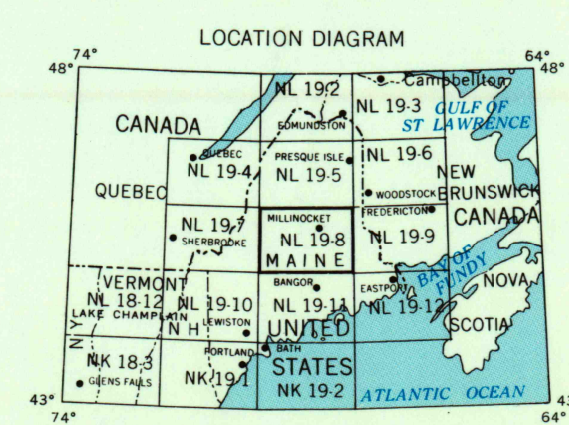 LOCATION DIAGRAM
74°
64°
48°
48°
NL 19-2
Campbellton
NL 19-3
GULF OF
ST LAWRENCE
EDMUNDSTON
CANADA
QUEBEC
NL 19-4
PRESQUE ISLE
NL 19-5
NL 19-6
NEW
BRUNSWICK
QUEBEC
WOODSTOCK
FREDERICTON
CANADA
NL 19-7
SHERBROOKE
MILLINOCKET
NL 19-8
MAINE
NL 19-9
BAY OF
FUNDY
VERMONT
NL 18-12
LAKE CHAMPLAIN
NL 19-10
N H
LEWISTON
BANGOR
NL 19-11
EASTPORT
NL 19-12
NOVA
SCOTIA
UNITED
STATES
N Y
NK 18-3
GLENS FALLS
PORTLAND
NK 19-1
BATH
NK 19-2
ATLANTIC OCEAN
43°
43°
74°
64°